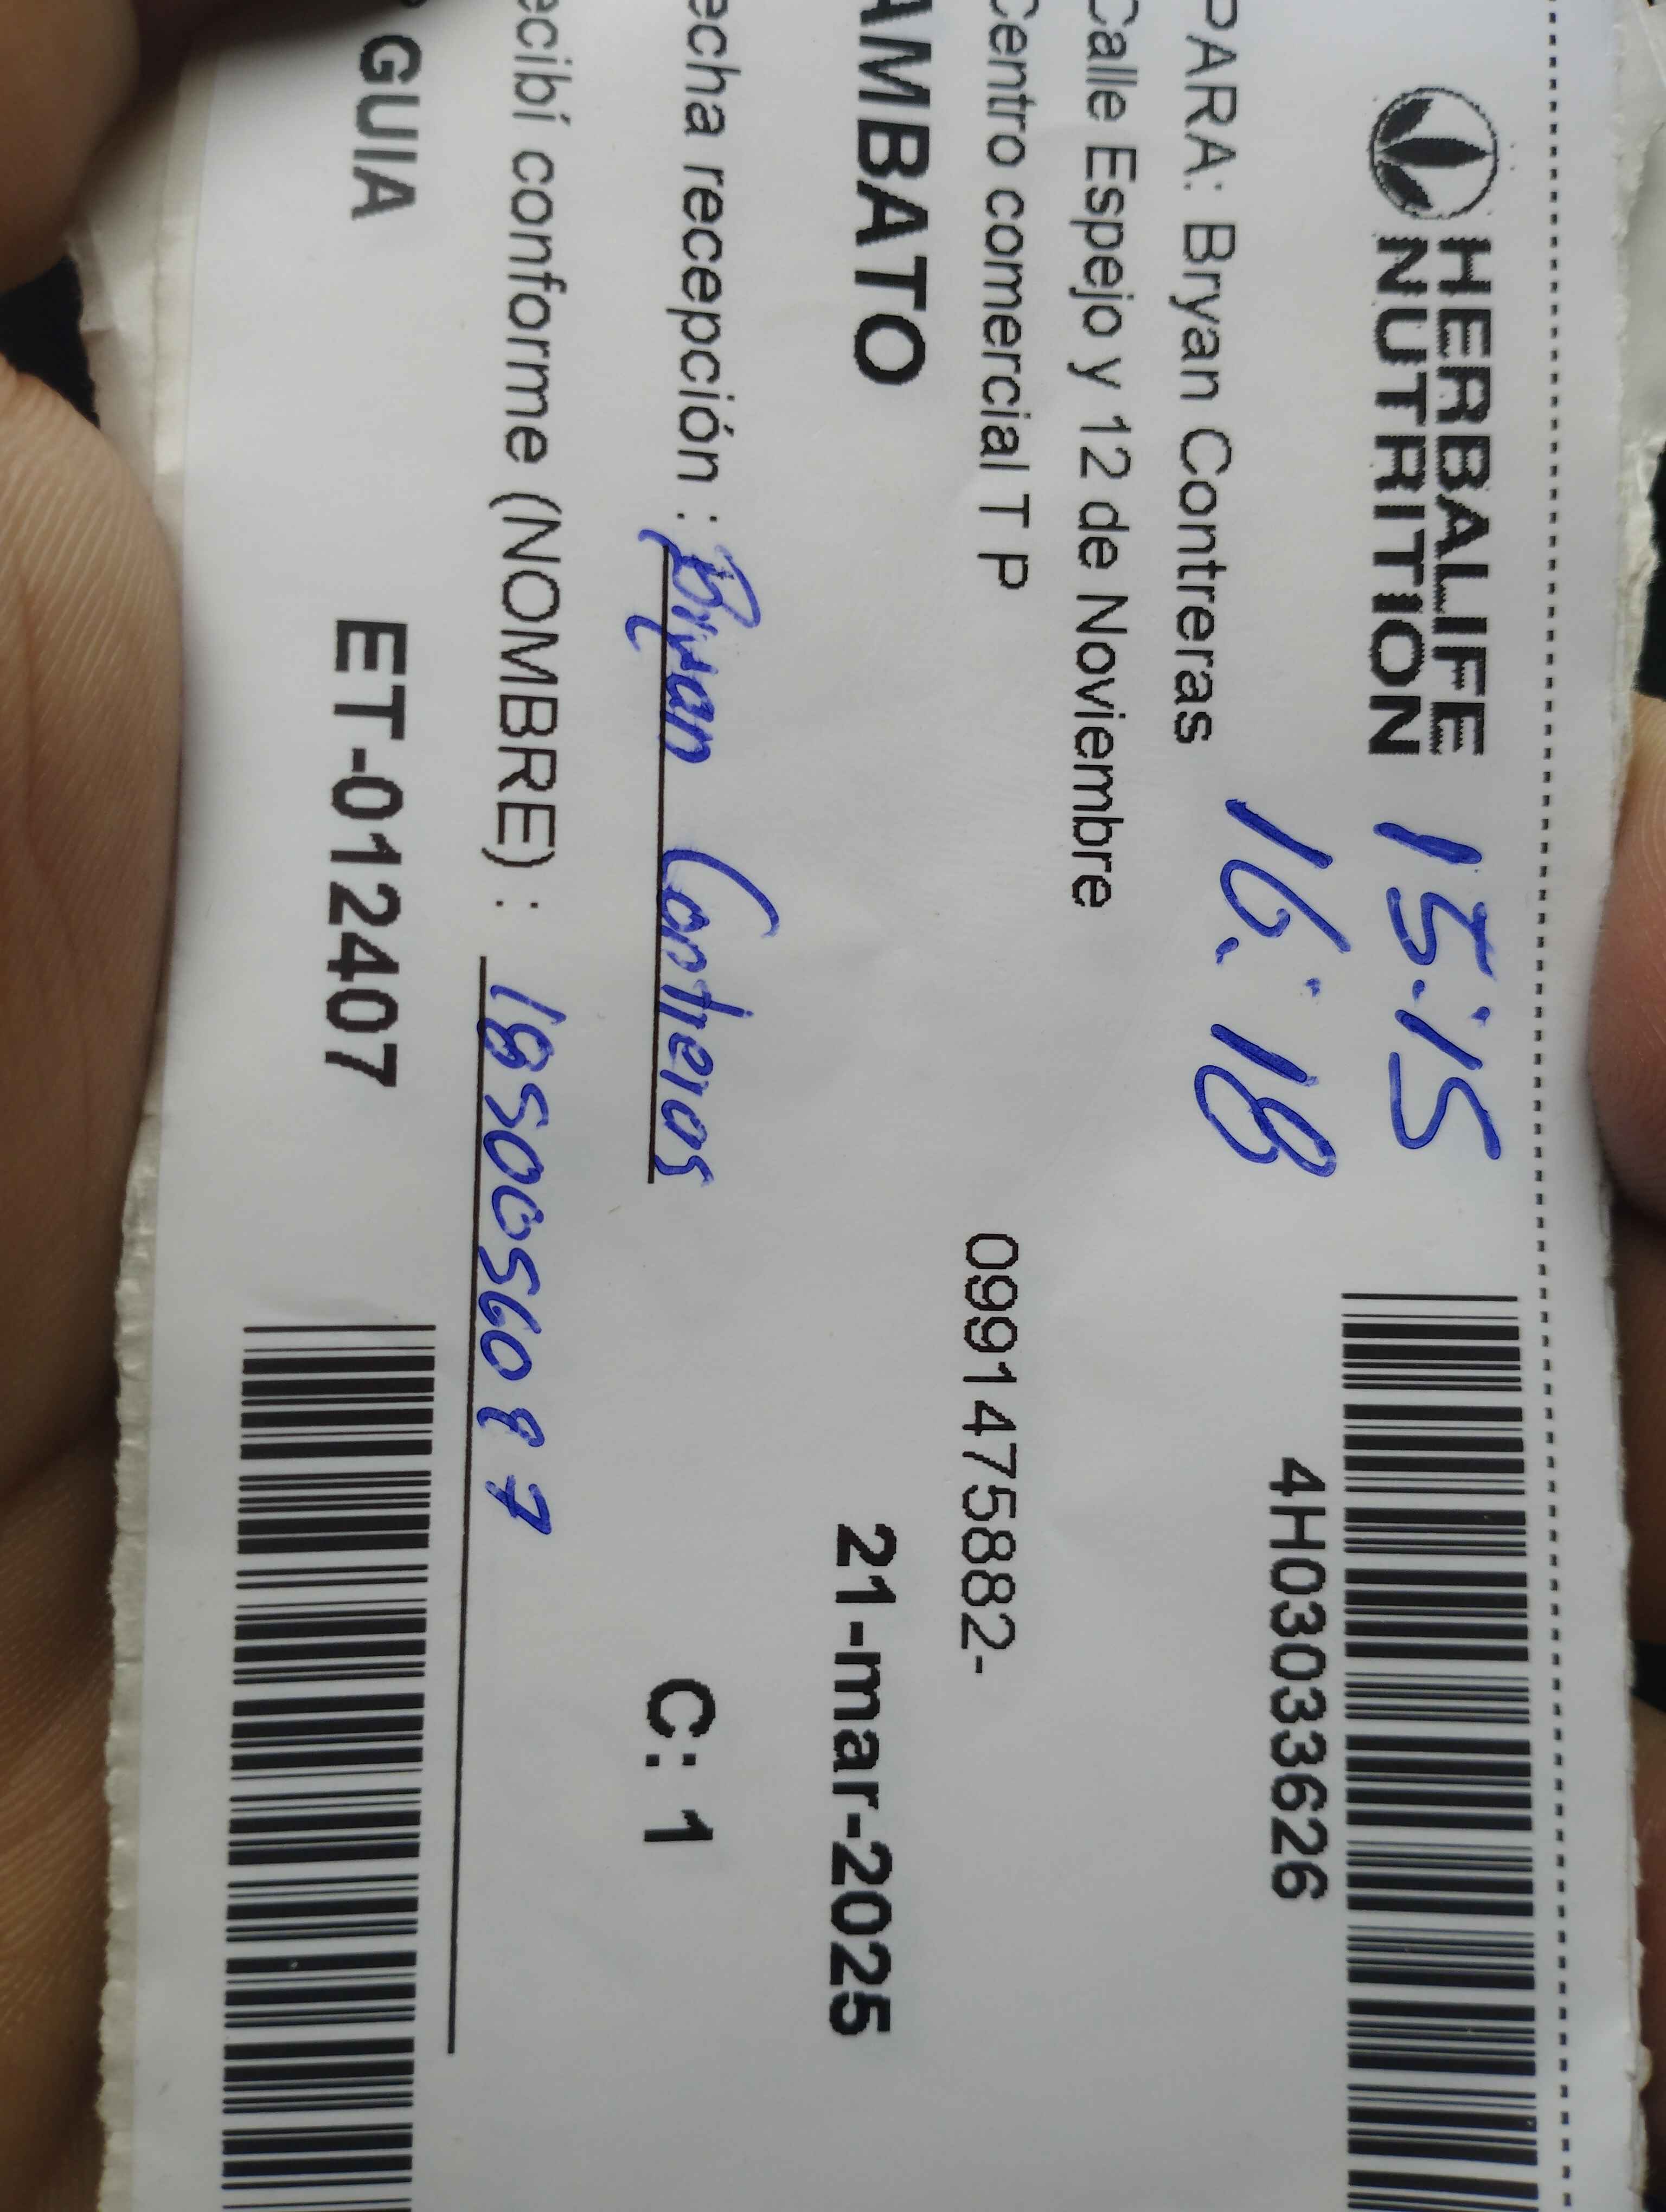 HERBALIFE
NUTRITION
15:15
4H03033626
PARA: Bryan Contreras
16:18
Calle Espejo y 12 de Noviembre
Centro comercial T P
0991475882-
AMBATO
21-mar-2025
echa recepción : Bryan Contreras
C: 1
ecibí conforme (NOMBRE) : 1850056087
GUIA
ET-012407